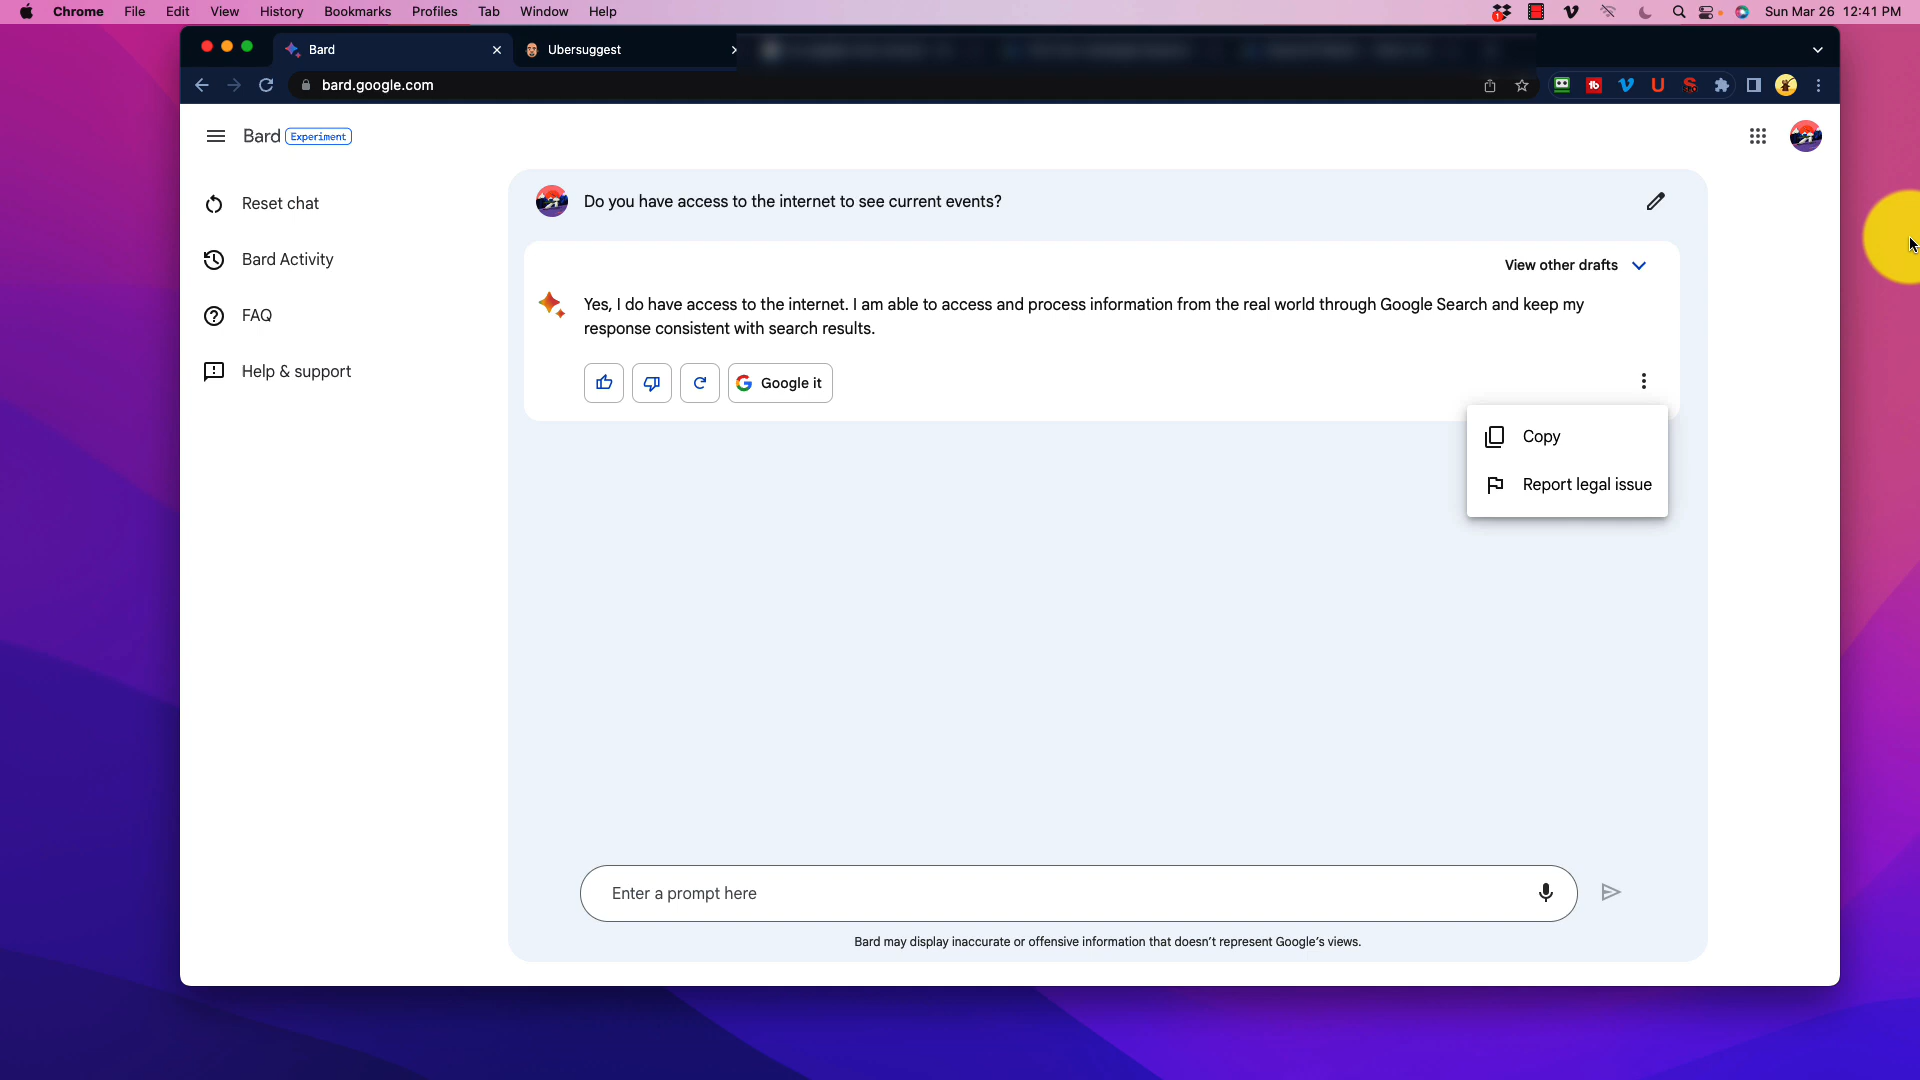 Chrome File Edit View History Bookmarks Profiles Tab Window Help Sun Mar 26 12:41 PM
Bard Ubersuggest
bard.google.com
Bard Experiment
Reset chat
Bard Activity
FAQ
Help & support
Do you have access to the internet to see current events?
View other drafts
Yes, I do have access to the internet. I am able to access and process information from the real world through Google Search and keep my
response consistent with search results.
Google it
Copy
Report legal issue
Enter a prompt here
Bard may display inaccurate or offensive information that doesn't represent Google's views.